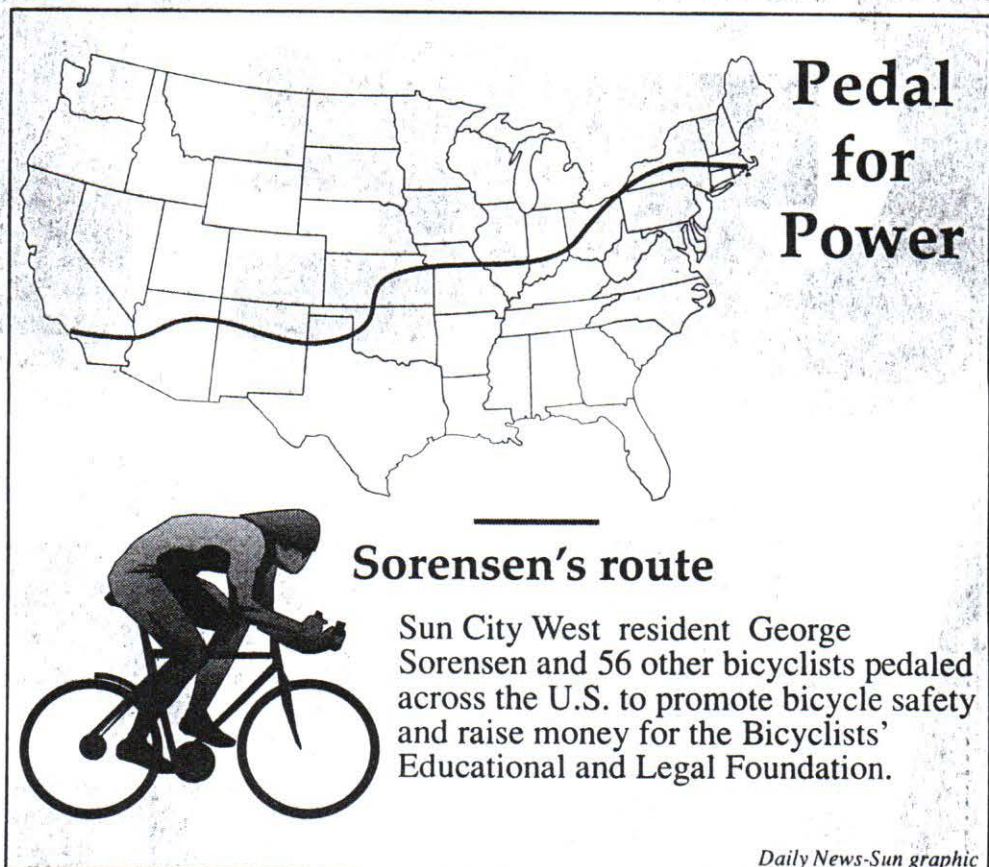 Pedal
for
Power
Sorensen's route
Sun City West resident George
Sorensen and 56 other bicyclists pedaled
across the U.S. to promote bicycle safety
and raise money for the Bicyclists'
Educational and Legal Foundation.
Daily News-Sun graphic